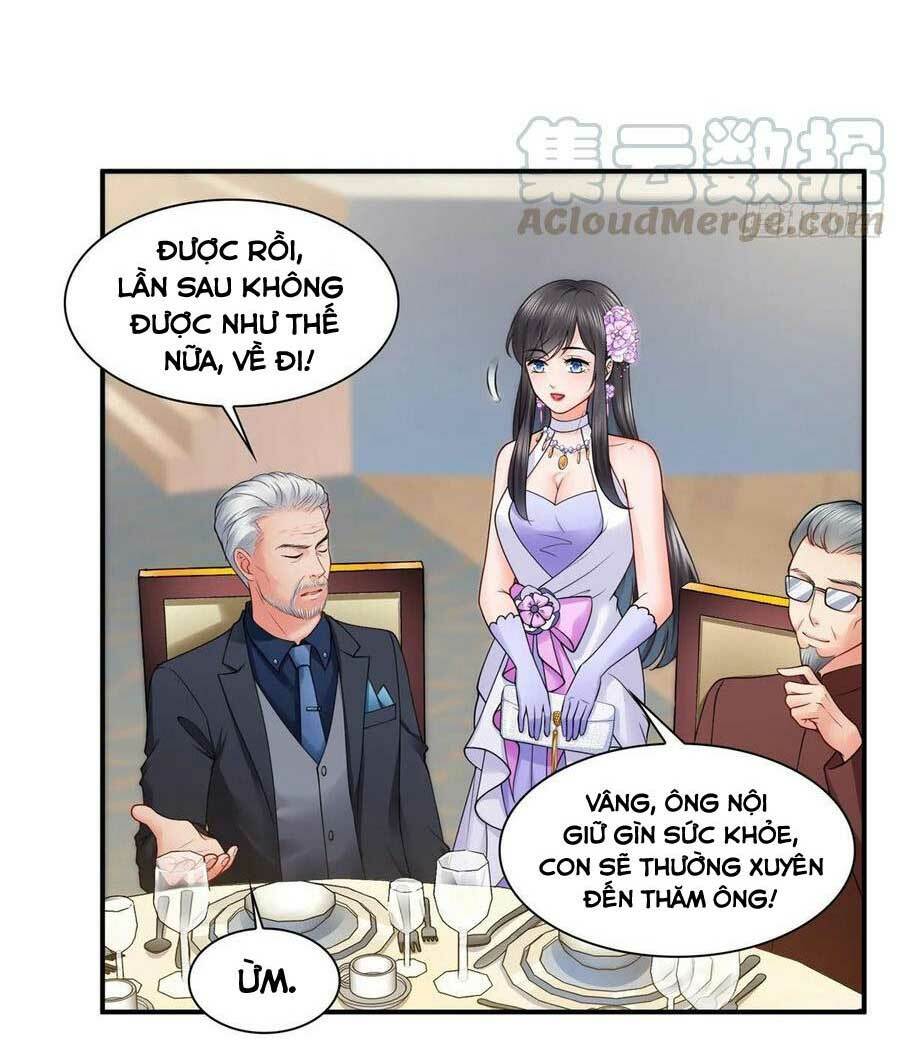 集云数据
ACloudMerge.com
ĐƯỢC RỒI,
LẦN SAU KHÔNG
ĐƯỢC NHƯ THẾ
NỮA, VỀ ĐI!
VÂNG, ÔNG NỘI
GIỮ GÌN SỨC KHỎE,
CON SẼ THƯỜNG XUYÊN
ĐẾN THĂM ÔNG!
ỪM.